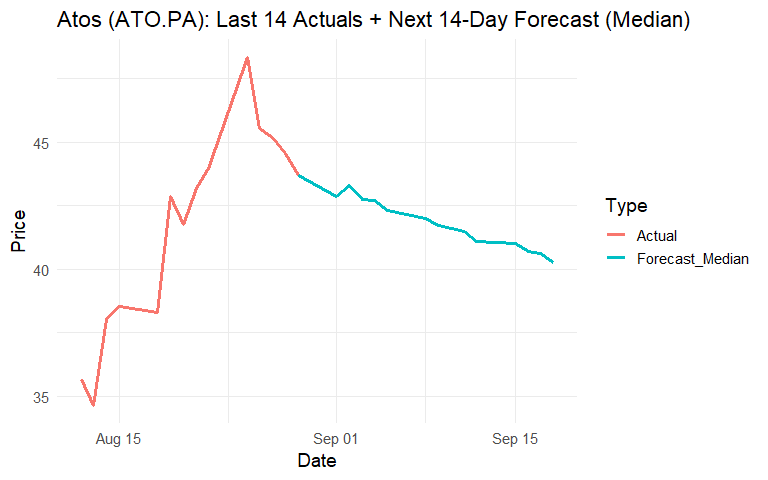 Atos (ATO.PA): Last 14 Actuals + Next 14-Day Forecast (Median)
Price
45
40
35
Aug 15
Sep 01
Sep 15
Date
Type
Actual
Forecast_Median